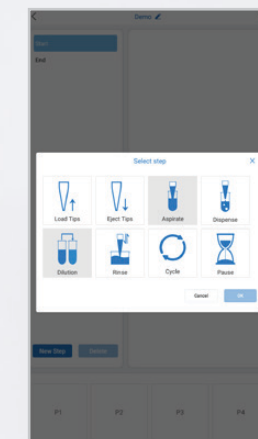 Demo
Start
End
Select step
Load Tips
Eject Tips
Aspirate
Dispense
Dilution
Rinse
Cycle
Pause
Cancel
OK
New Step
Delete
P1
P2
P3
P4